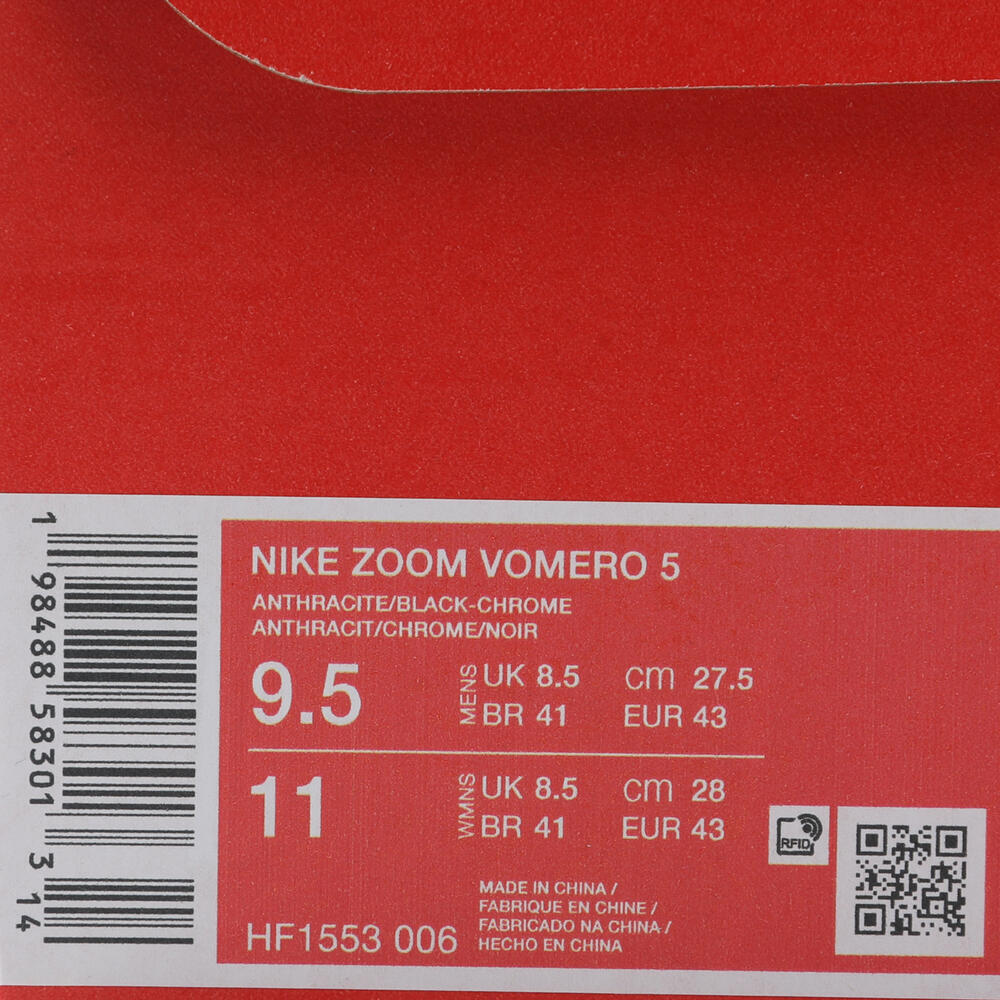 NIKE ZOOM VOMERO 5
ANTHRACITE/BLACK-CHROME
ANTHRACIT/CHROME/NOIR
9.5
MENS
UK 8.5 cm 27.5
BR 41 EUR 43
11
WMNS
UK 8.5 cm 28
BR 41 EUR 43
RFID
MADE IN CHINA /
FABRIQUE EN CHINE /
FABRICADO NA CHINA /
HECHO EN CHINA
HF1553 006
1 98488 58301 3 14